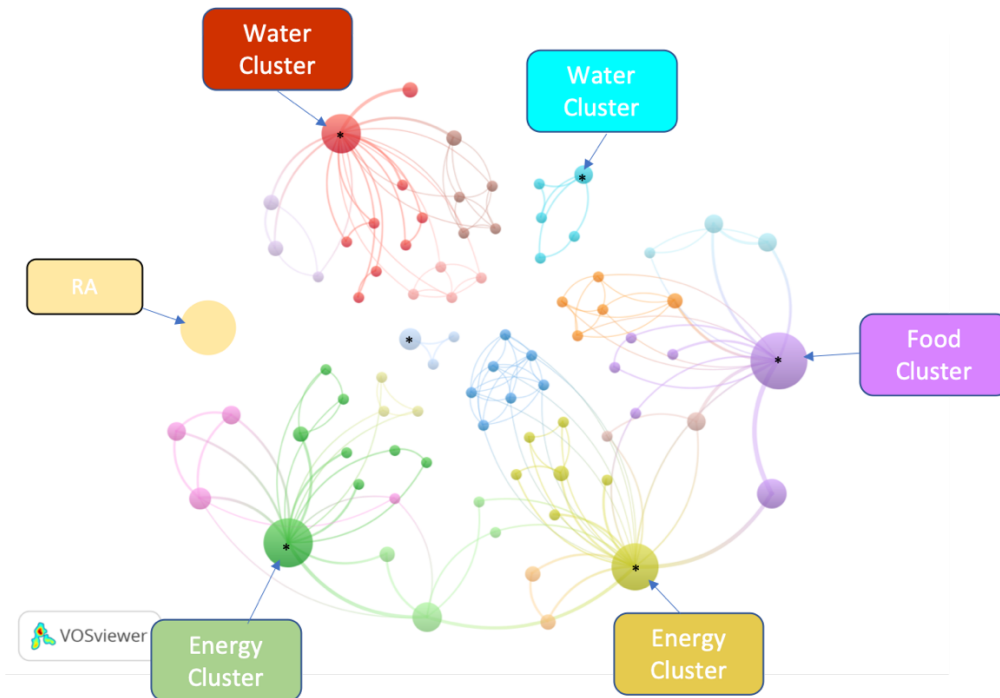 Water
Cluster
Water
Cluster
*
*
RA
*
Food
Cluster
*
*
*
VOSviewer
Energy
Cluster
Energy
Cluster